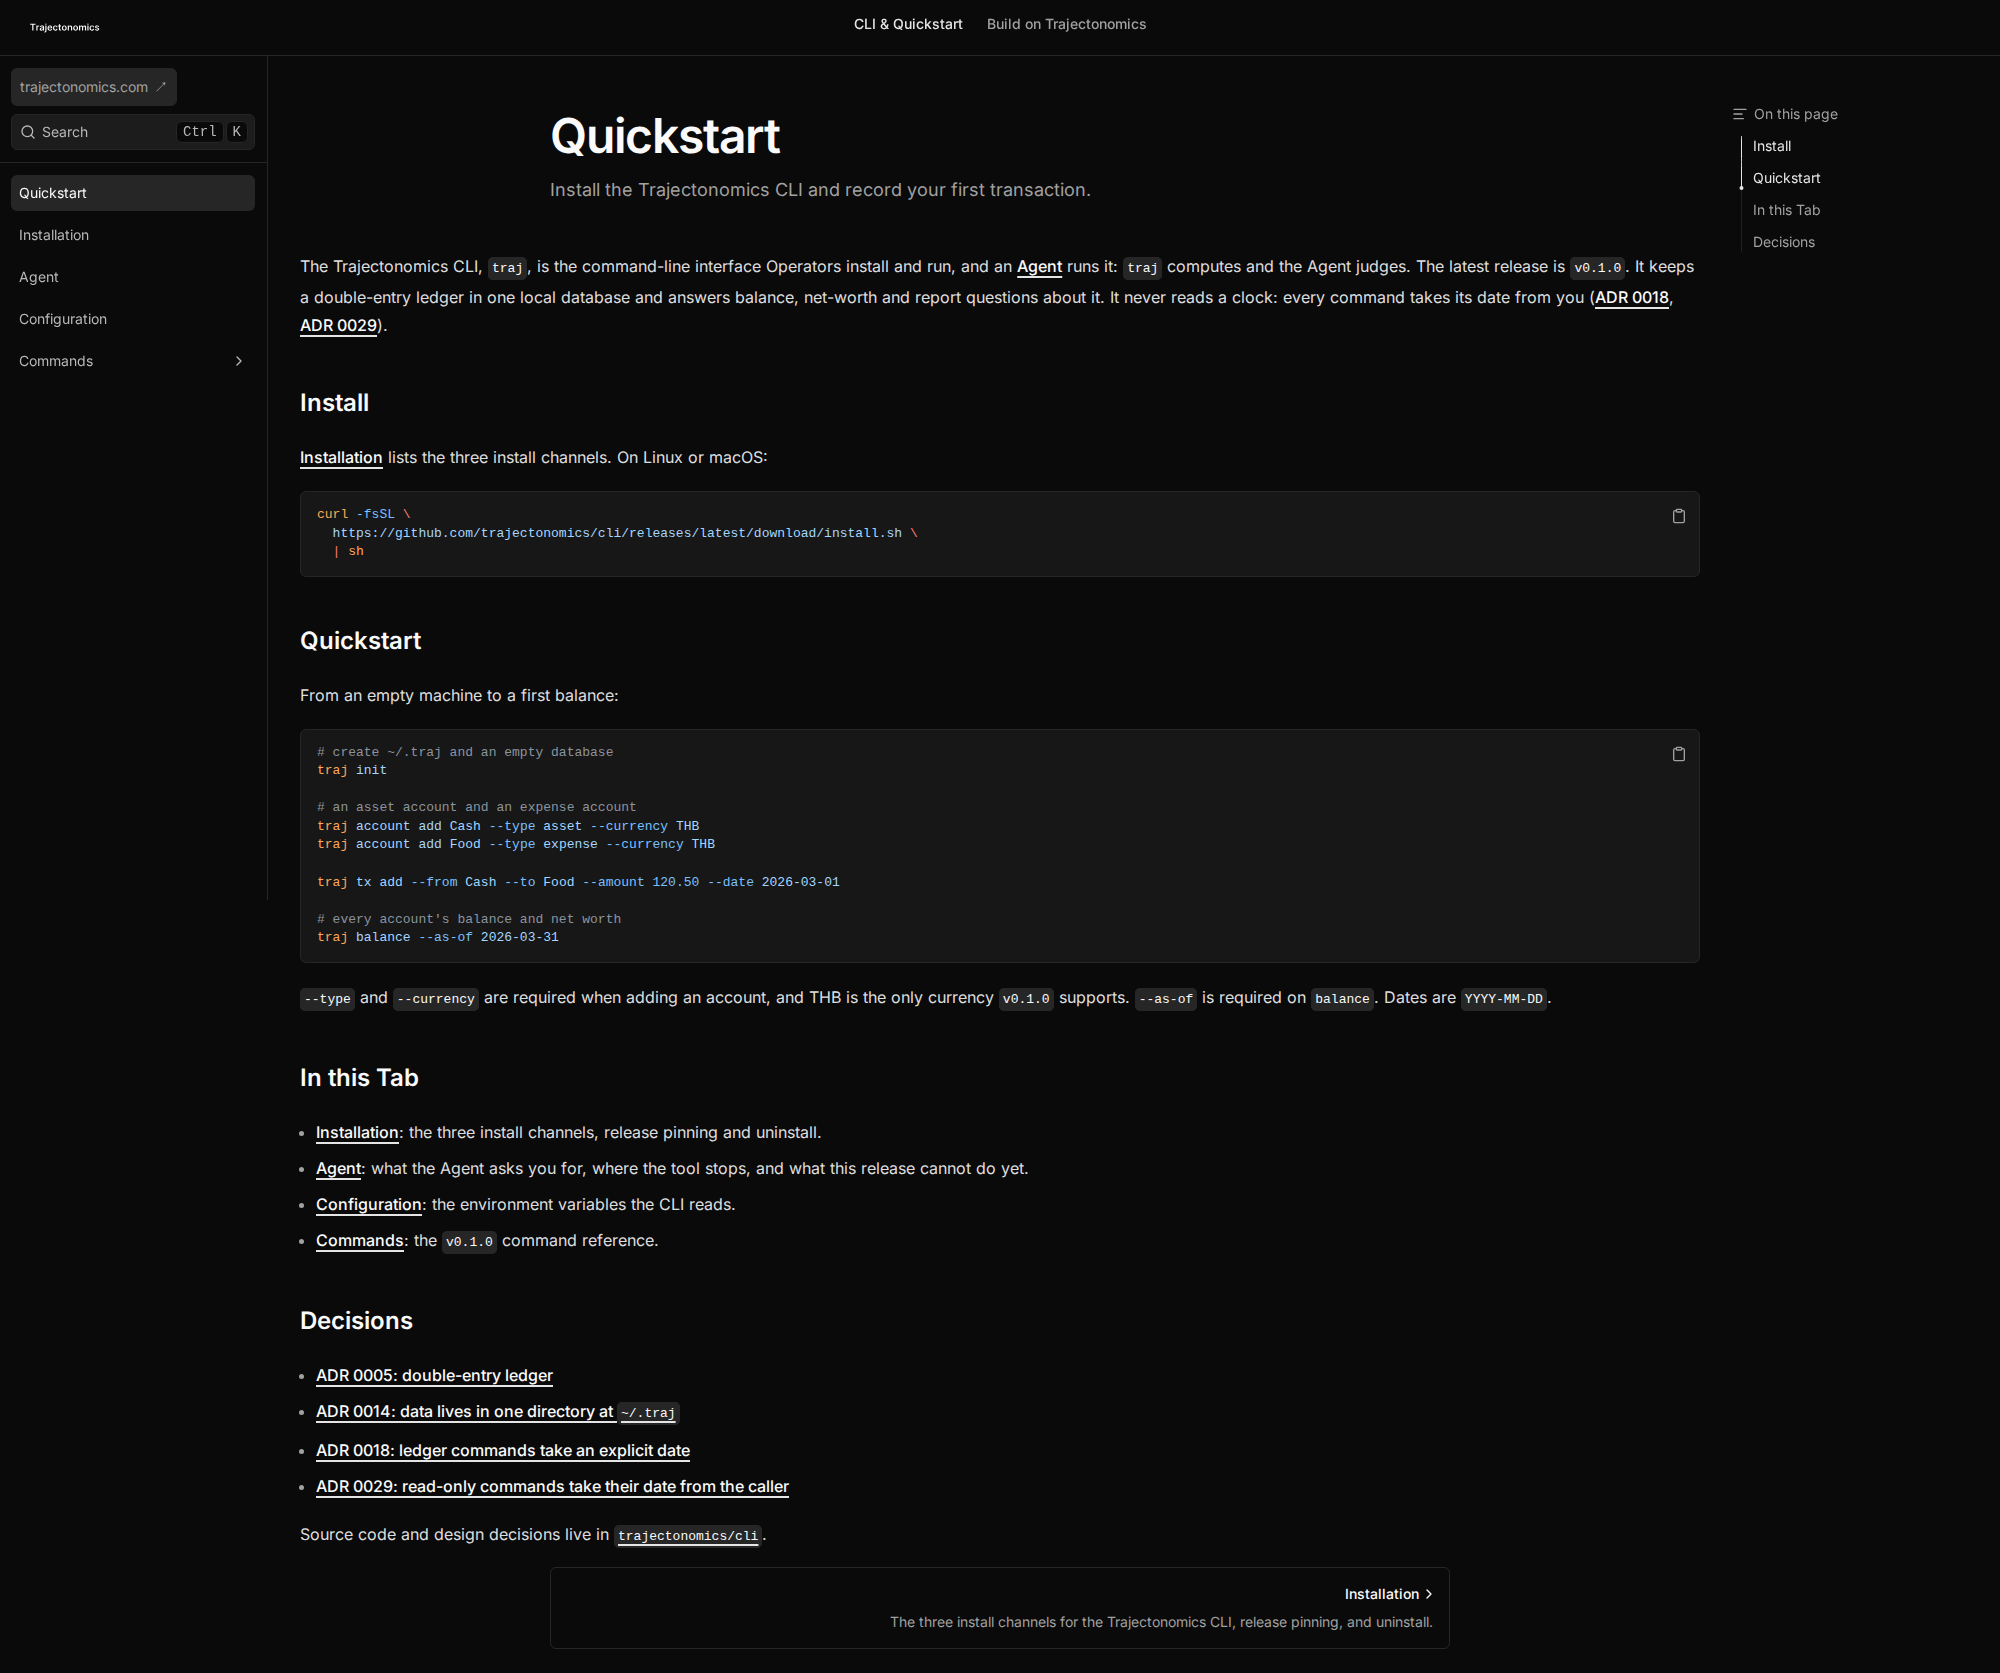 Trajectonomics
CLI & Quickstart
Build on Trajectonomics
trajectonomics.com ↗
Search
Ctrl K
Quickstart
Installation
Agent
Configuration
Commands
Quickstart
Install the Trajectonomics CLI and record your first transaction.
The Trajectonomics CLI, traj, is the command-line interface Operators install and run, and an Agent runs it: traj computes and the Agent judges. The latest release is v0.1.0. It keeps
a double-entry ledger in one local database and answers balance, net-worth and report questions about it. It never reads a clock: every command takes its date from you (ADR 0018,
ADR 0029).
Install
Installation lists the three install channels. On Linux or macOS:
curl -fsSL \
  https://github.com/trajectonomics/cli/releases/latest/download/install.sh \
  | sh
Quickstart
From an empty machine to a first balance:
# create ~/.traj and an empty database
traj init
# an asset account and an expense account
traj account add Cash --type asset --currency THB
traj account add Food --type expense --currency THB
traj tx add --from Cash --to Food --amount 120.50 --date 2026-03-01
# every account's balance and net worth
traj balance --as-of 2026-03-31
--type and --currency are required when adding an account, and THB is the only currency v0.1.0 supports. --as-of is required on balance. Dates are YYYY-MM-DD.
In this Tab
• Installation: the three install channels, release pinning and uninstall.
• Agent: what the Agent asks you for, where the tool stops, and what this release cannot do yet.
• Configuration: the environment variables the CLI reads.
• Commands: the v0.1.0 command reference.
Decisions
• ADR 0005: double-entry ledger
• ADR 0014: data lives in one directory at ~/.traj
• ADR 0018: ledger commands take an explicit date
• ADR 0029: read-only commands take their date from the caller
Source code and design decisions live in trajectonomics/cli.
Installation
The three install channels for the Trajectonomics CLI, release pinning, and uninstall.
On this page
Install
Quickstart
In this Tab
Decisions